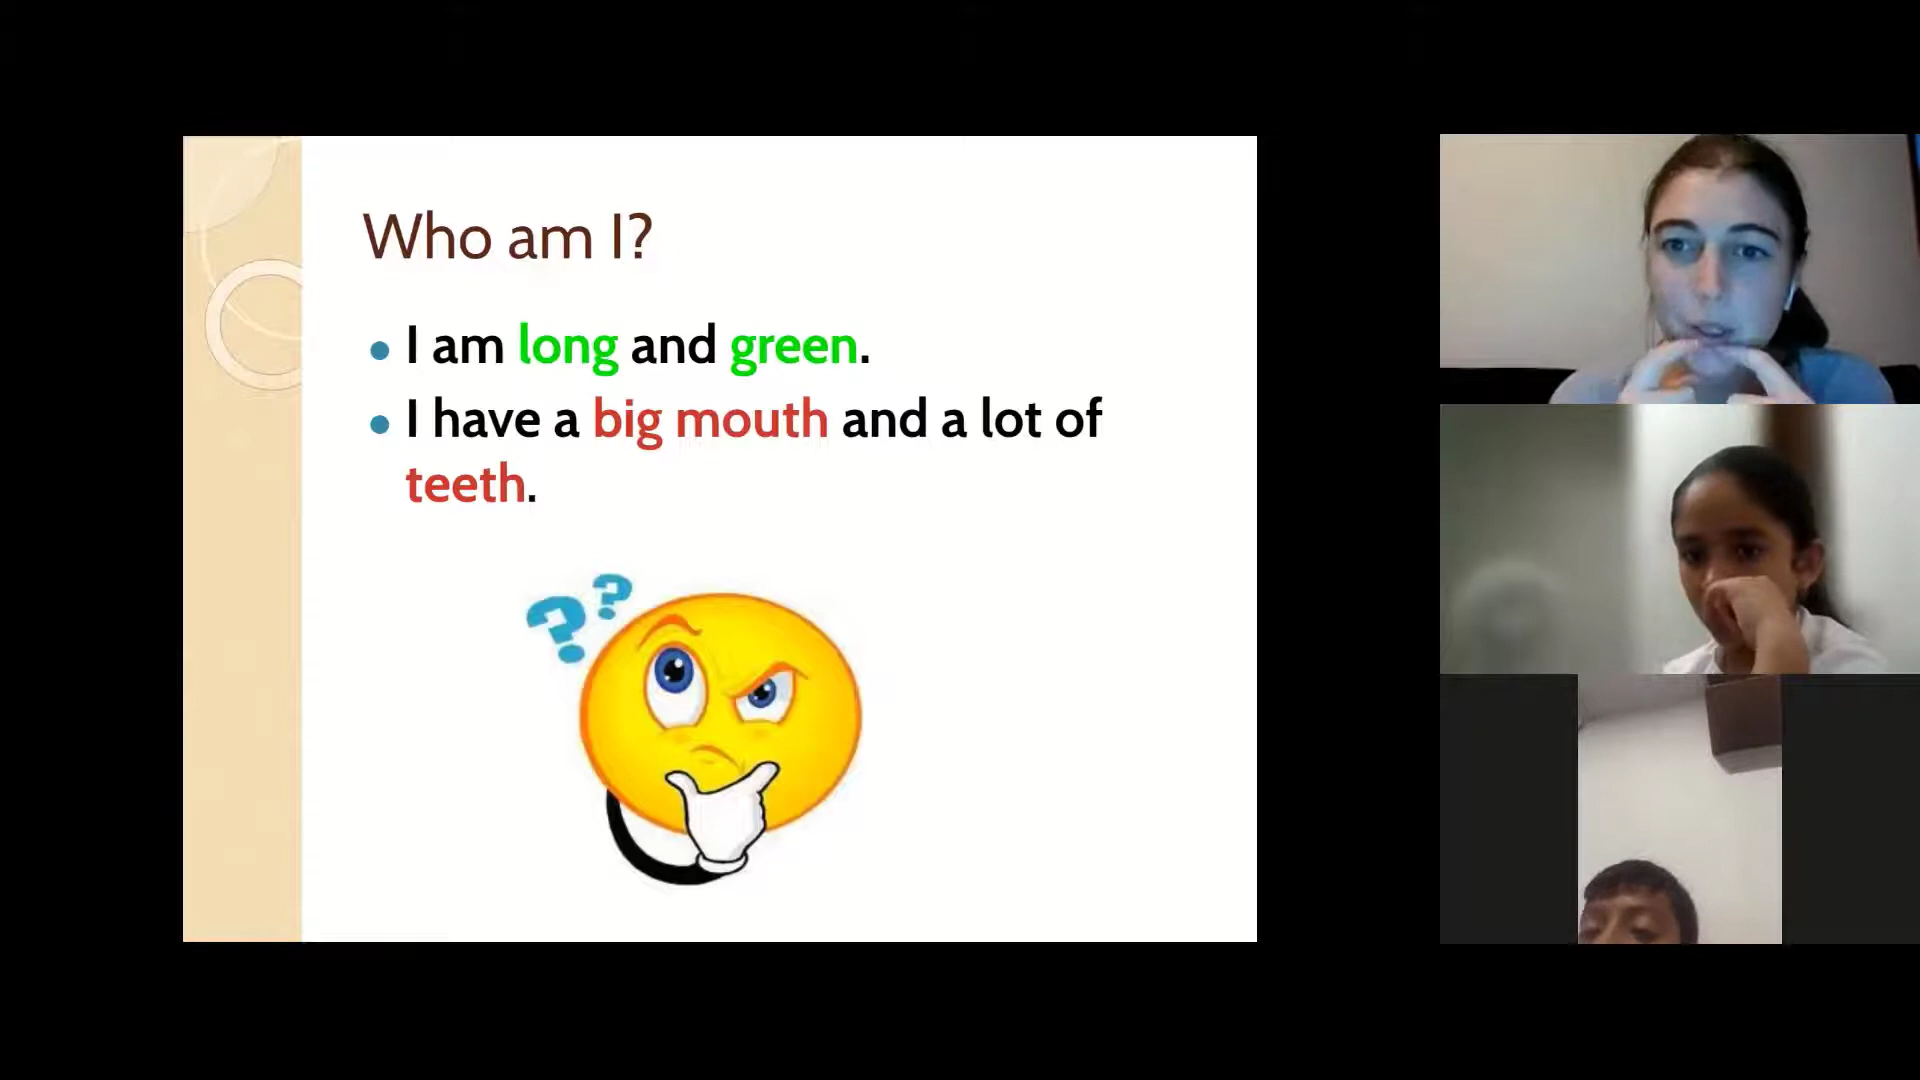 Who am I?
I am long and green.
I have a big mouth and a lot of
teeth.
??